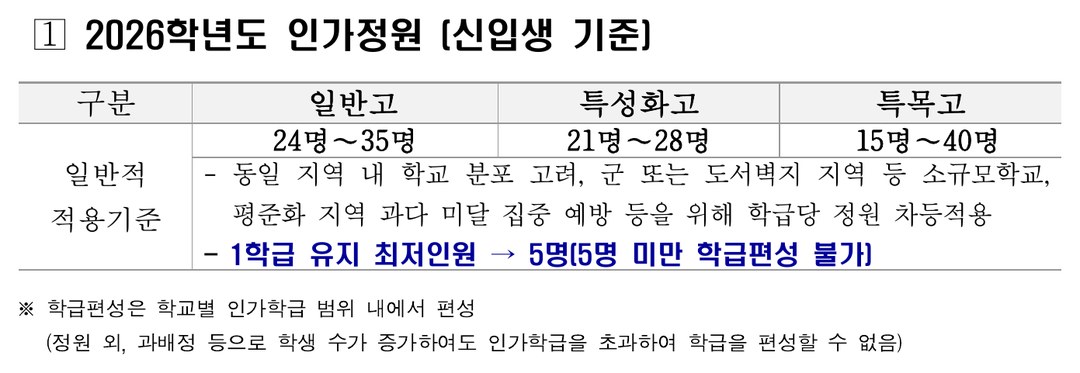 1 2026학년도 인가정원 (신입생 기준)
구분 일반고 특성화고 특목고
24명~35명 21명~28명 15명~40명
일반적 적용기준
- 동일 지역 내 학교 분포 고려, 군 또는 도서벽지 지역 등 소규모학교,
평준화 지역 과다 미달 집중 예방 등을 위해 학급당 정원 차등적용
- 1학급 유지 최저인원 → 5명(5명 미만 학급편성 불가)
※ 학급편성은 학교별 인가학급 범위 내에서 편성
(정원 외, 과배정 등으로 학생 수가 증가하여도 인가학급을 초과하여 학급을 편성할 수 없음)